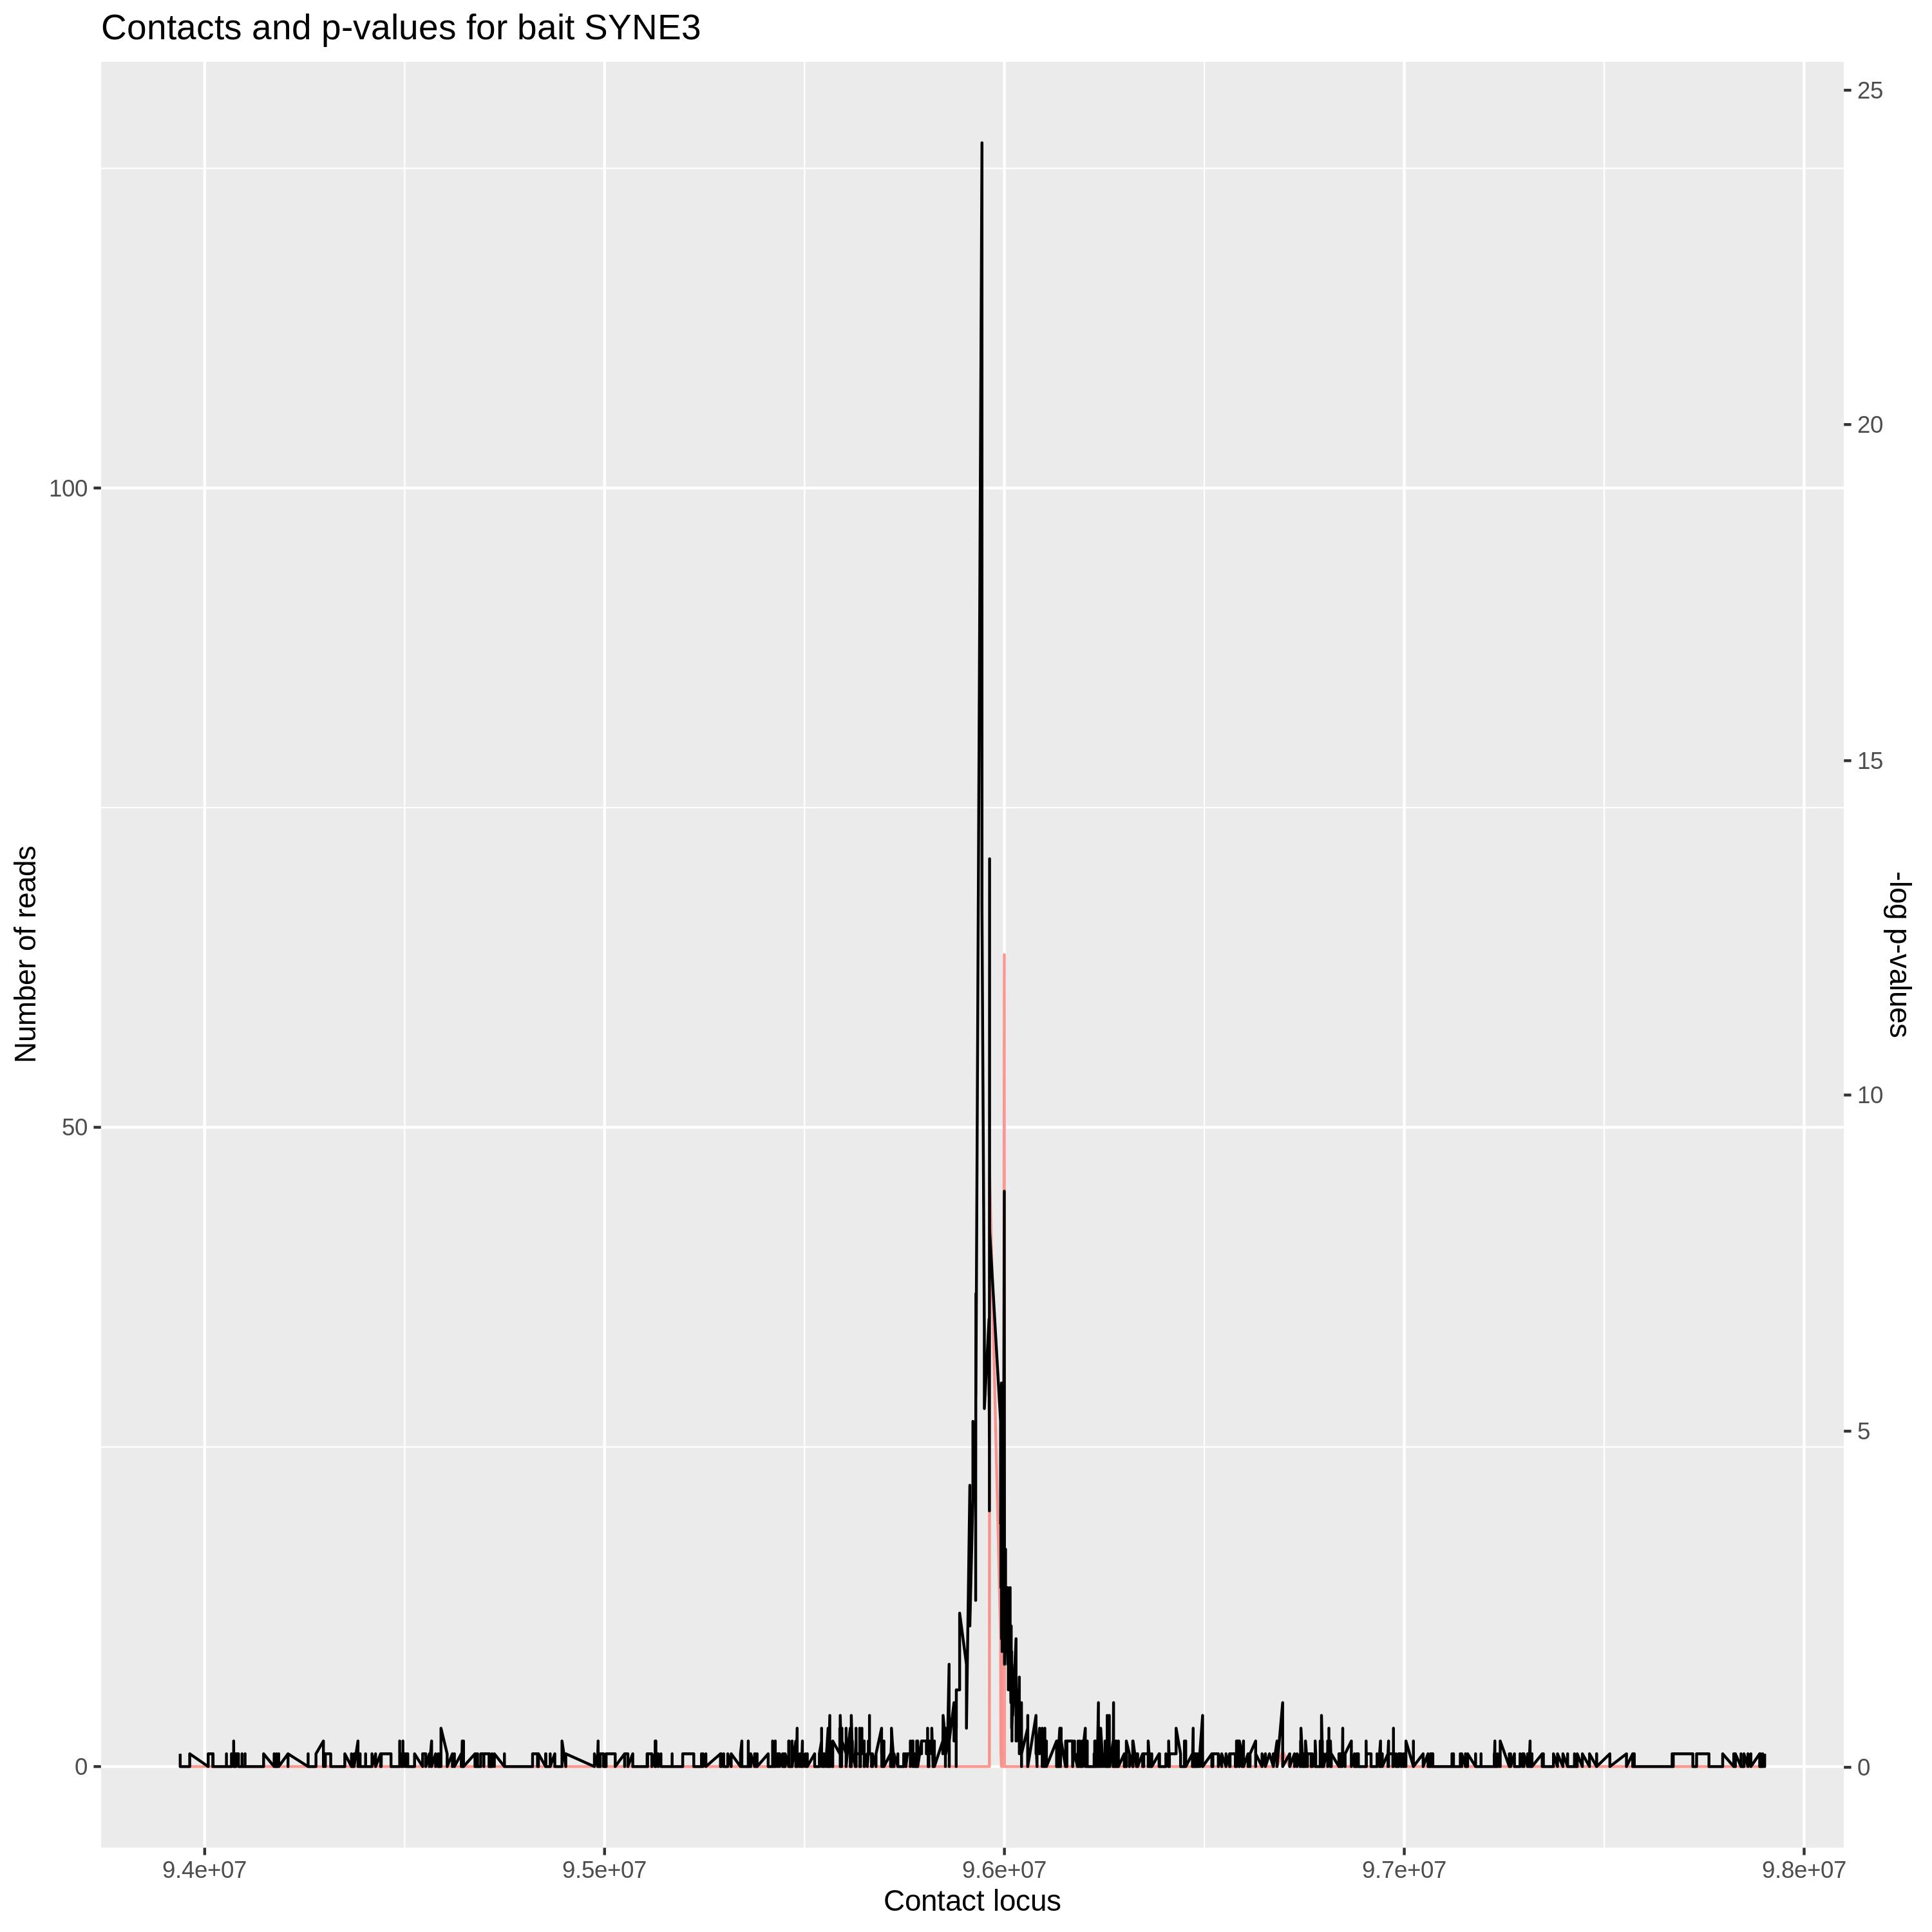 Contacts and p-values for bait SYNE3
25
20
100
15
Number of reads
-log p-values
10
50
5
0
0
9.4e+07 9.5e+07 9.6e+07 9.7e+07 9.8e+07
Contact locus